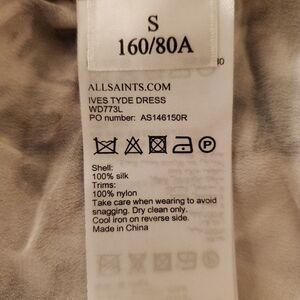 S
160/80A
ALLSAINTS.COM
IVES TYDE DRESS
WD773L
PO number: AS146150R
P
Shell:
100% silk
Trims:
100% nylon
Take care when wearing to avoid
snagging. Dry clean only.
Cool iron on reverse side.
Made in China